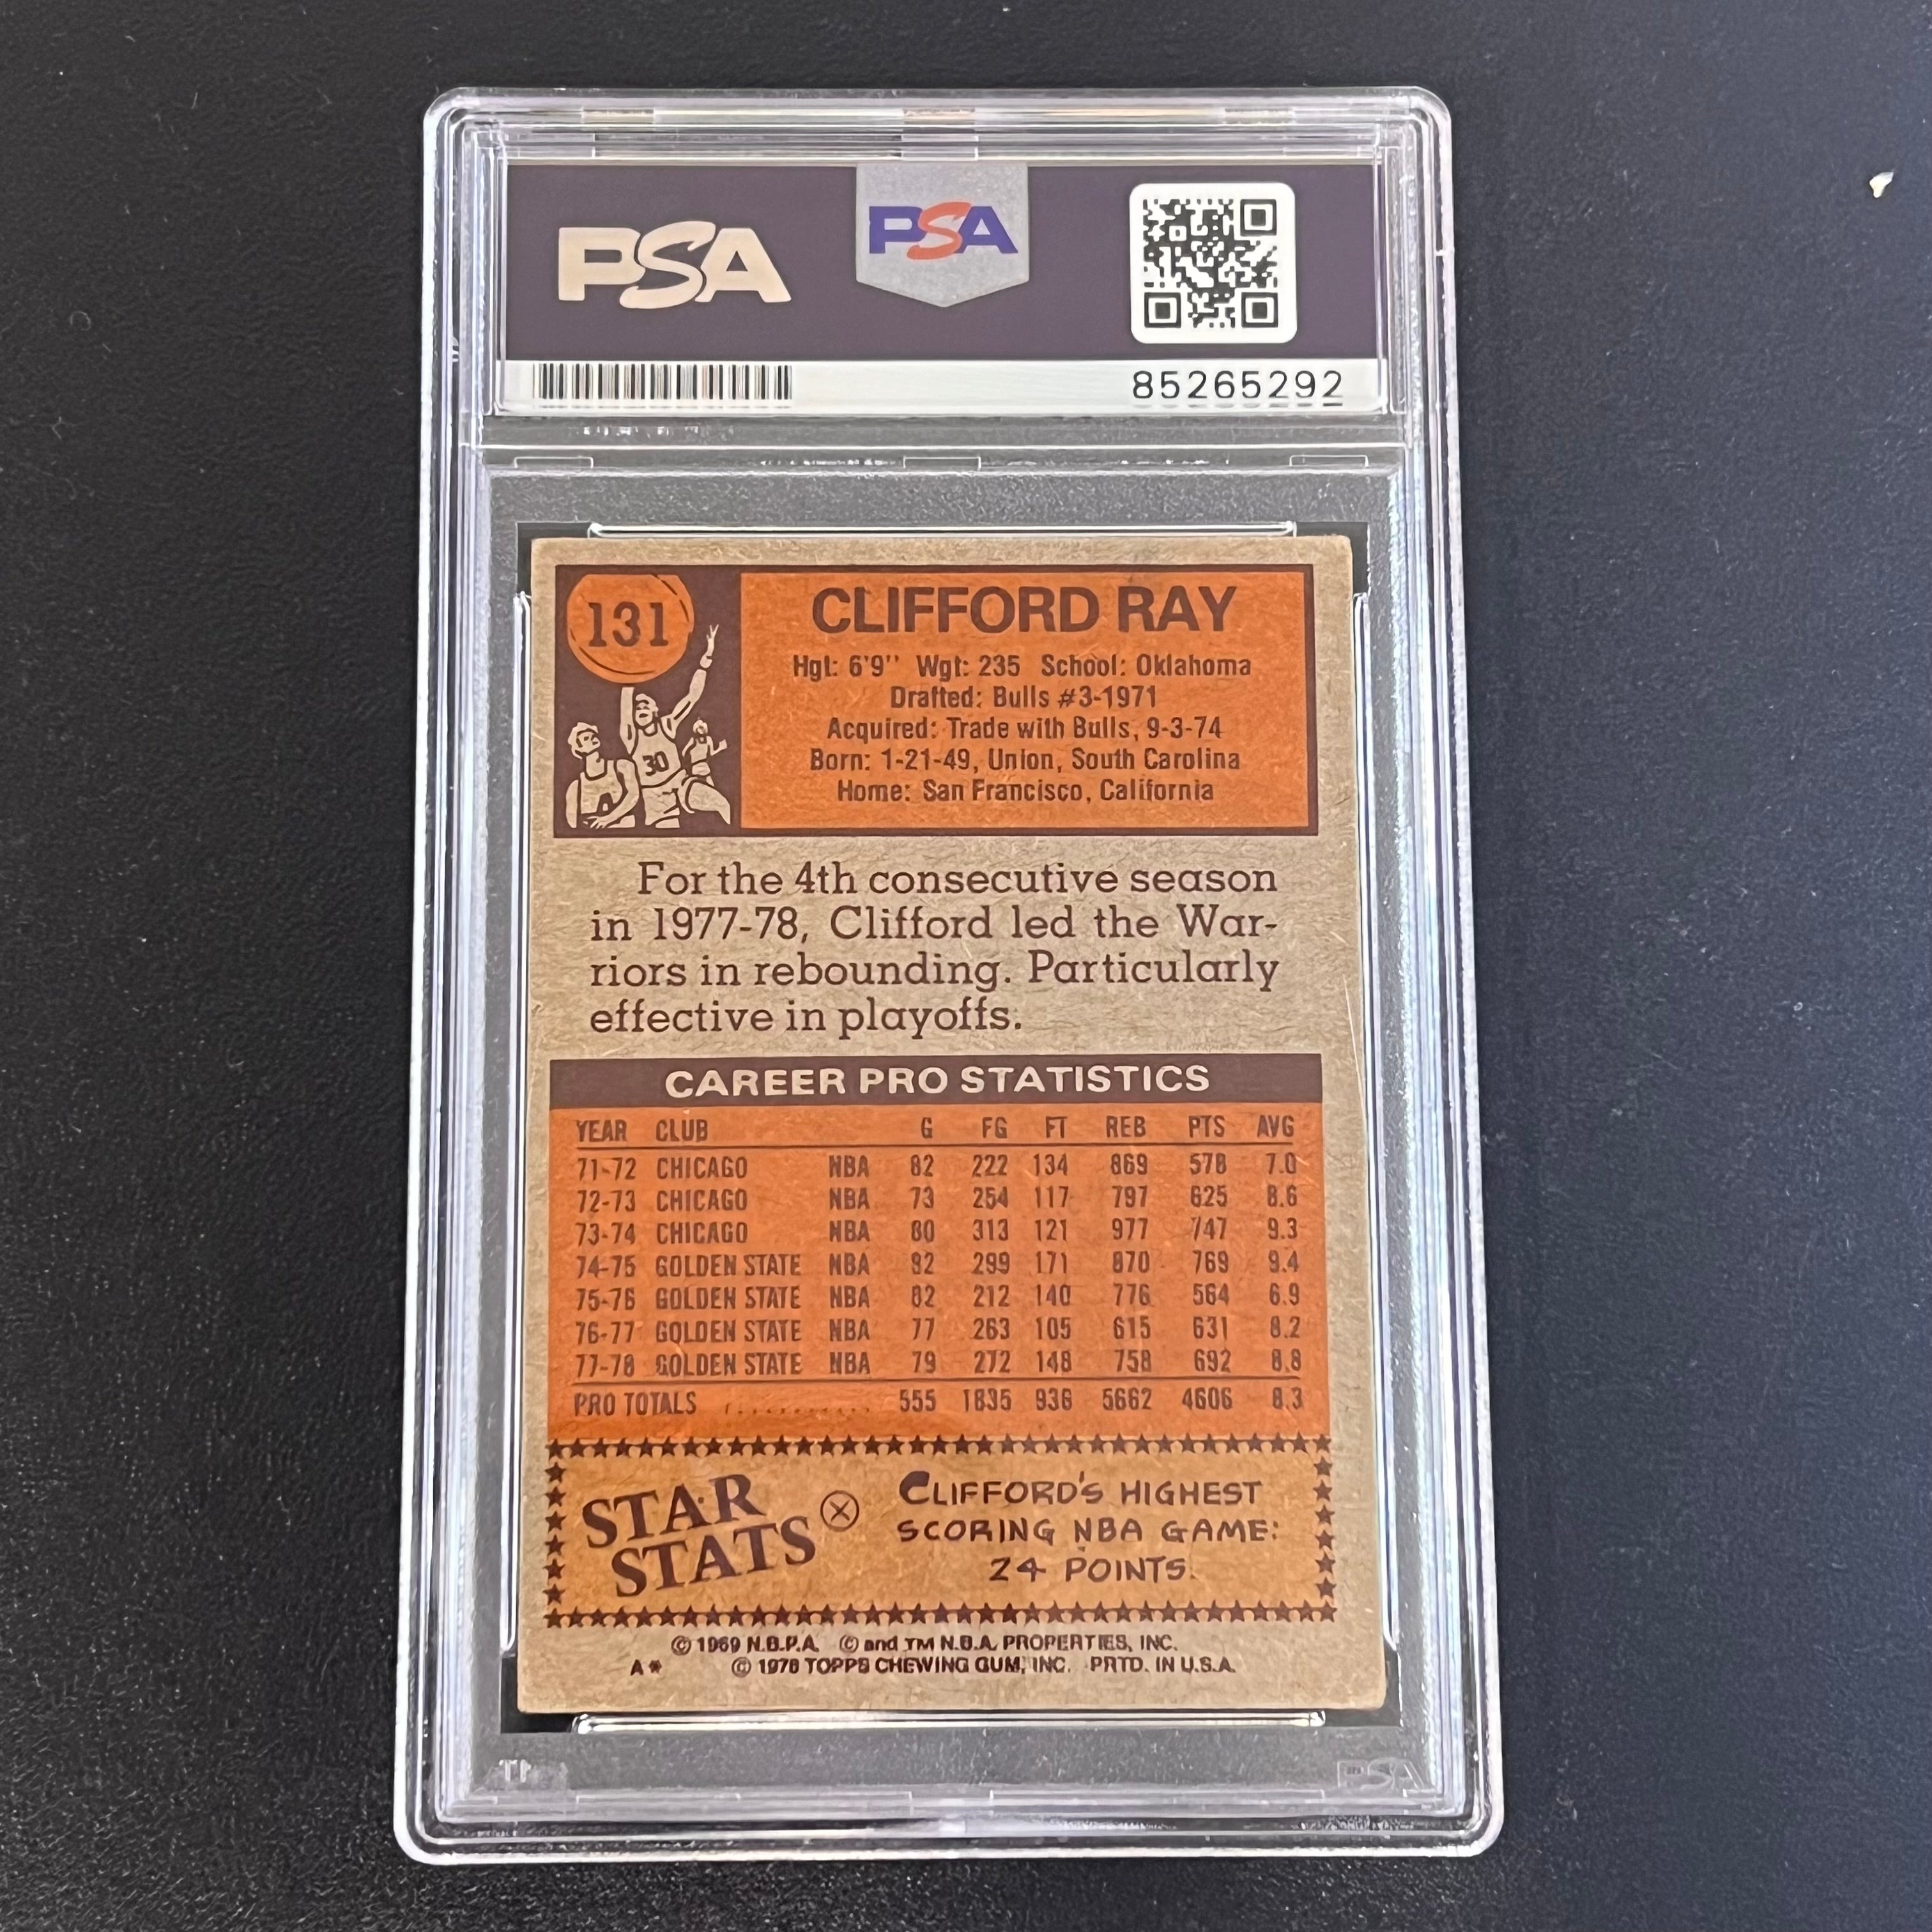 PSA
PSA
85265292
131
CLIFFORD RAY
Hgt: 6'9" Wgt: 235 School: Oklahoma
Drafted: Bulls #3-1971
Acquired: Trade with Bulls, 9-3-74
Born: 1-21-49, Union, South Carolina
Home: San Francisco, California
30
For the 4th consecutive season
in 1977-78, Clifford led the War-
riors in rebounding. Particularly
effective in playoffs.
CAREER PRO STATISTICS
YEAR CLUB G FG FT REB PTS AVG
71-72 CHICAGO NBA 82 222 134 869 578 7.0
72-73 CHICAGO NBA 73 254 117 797 625 8.6
73-74 CHICAGO NBA 80 313 121 977 747 9.3
74-75 GOLDEN STATE NBA 82 299 171 870 769 9.4
75-76 GOLDEN STATE NBA 82 212 140 776 564 6.9
76-77 GOLDEN STATE NBA 77 263 105 615 631 8.2
77-78 GOLDEN STATE NBA 79 272 148 758 692 8.8
PRO TOTALS ............ 555 1835 936 5662 4606 8.3
STAR
STATS
CLIFFORD'S HIGHEST
SCORING NBA GAME:
24 POINTS.
© 1969 N.B.P.A. © and TM N.B.A. PROPERTIES, INC.
A* © 1978 TOPPS CHEWING GUM, INC. PRTD. IN U.S.A.
PSA